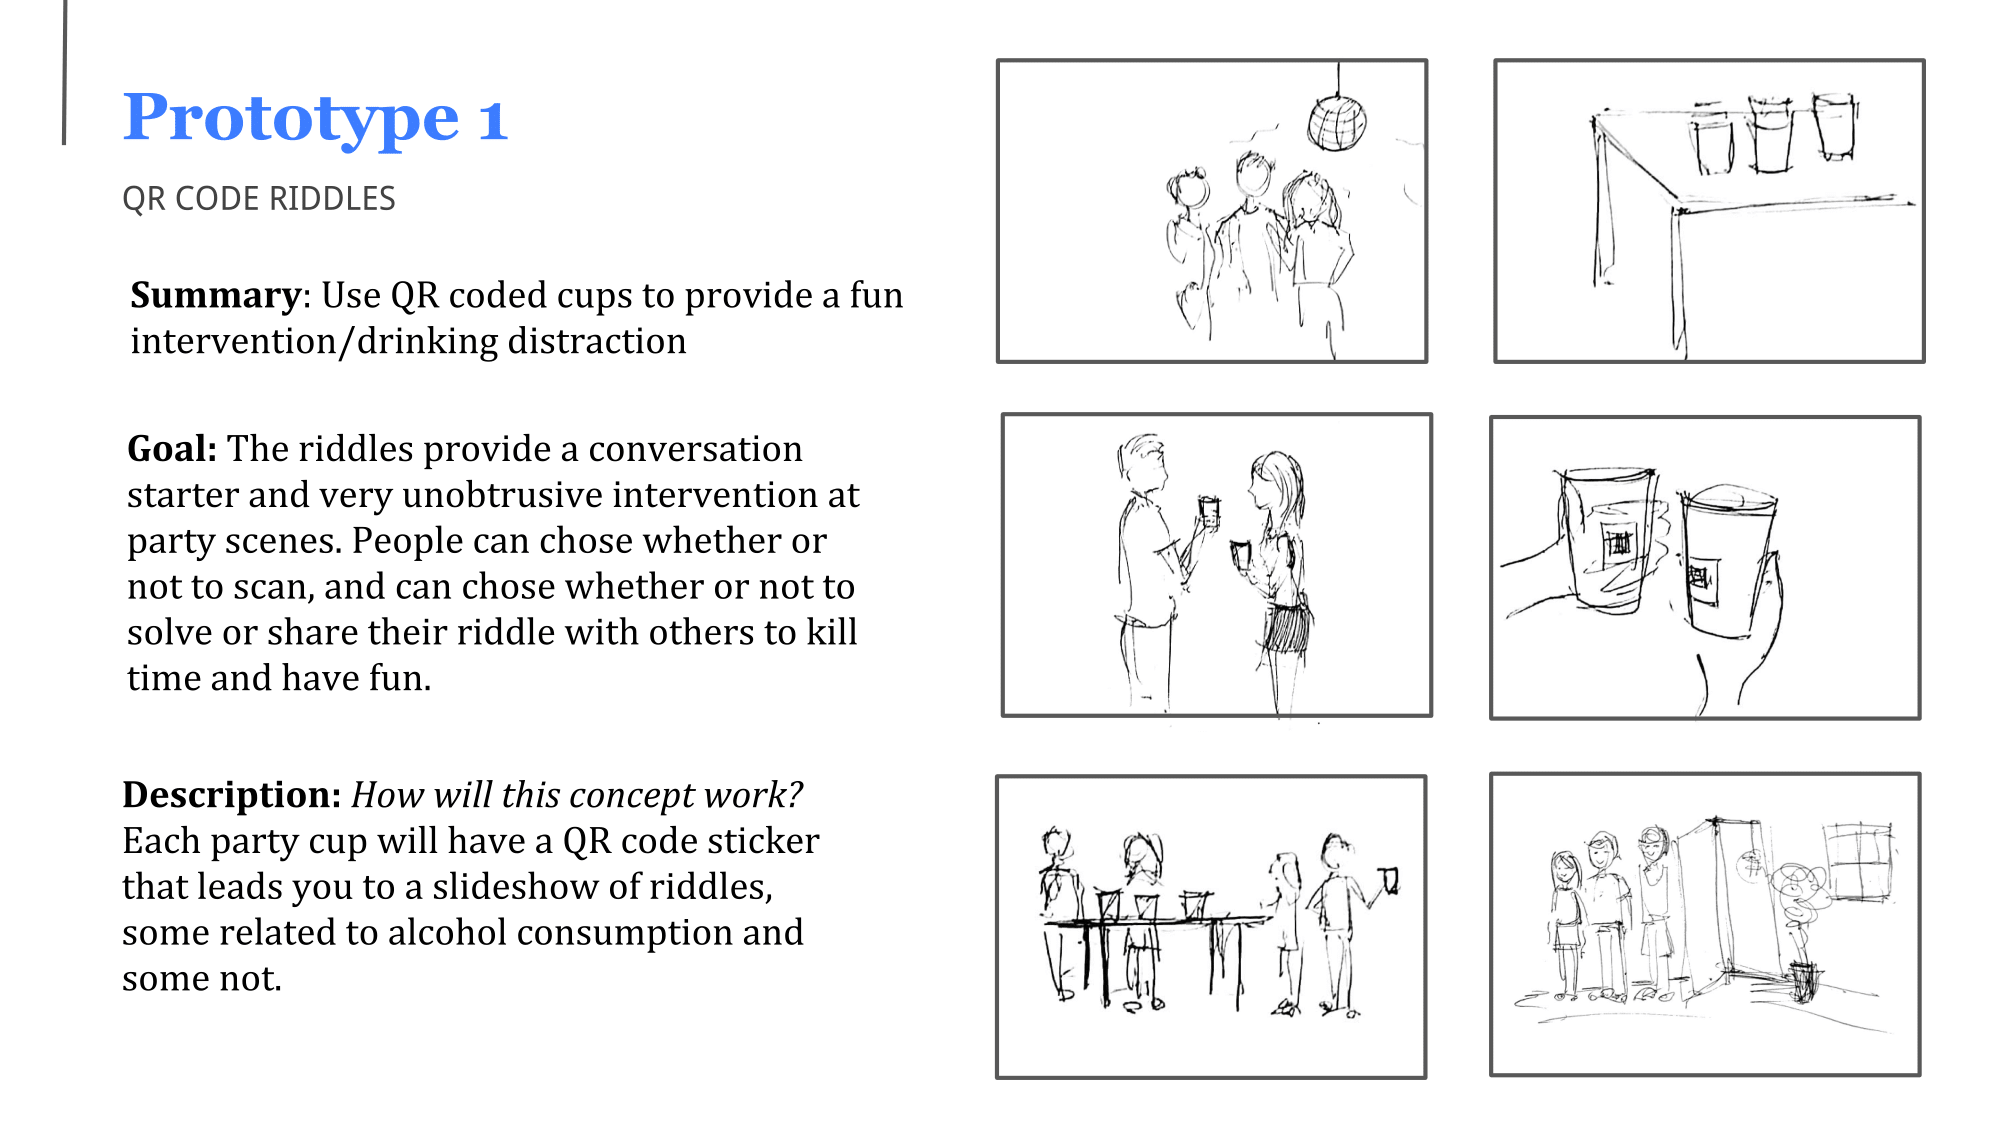 Prototype 1
QR CODE RIDDLES
Summary: Use QR coded cups to provide a fun
intervention/drinking distraction
Goal: The riddles provide a conversation
starter and very unobtrusive intervention at
party scenes. People can chose whether or
not to scan, and can chose whether or not to
solve or share their riddle with others to kill
time and have fun.
Description: How will this concept work?
Each party cup will have a QR code sticker
that leads you to a slideshow of riddles,
some related to alcohol consumption and
some not.